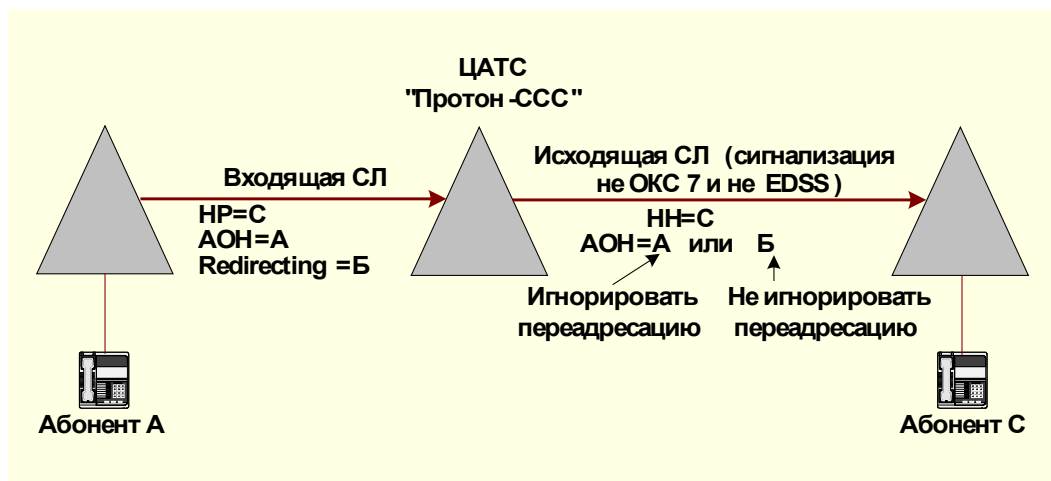 ЦАТС
"Протон-ССС"
Входящая СЛ
НР=С
АОН=А
Redirecting =Б
Исходящая СЛ (сигнализация
не ОКС 7 и не EDSS )
НН=С
АОН=А или Б
Игнорировать
переадресацию
Не игнорировать
переадресацию
Абонент А
Абонент С